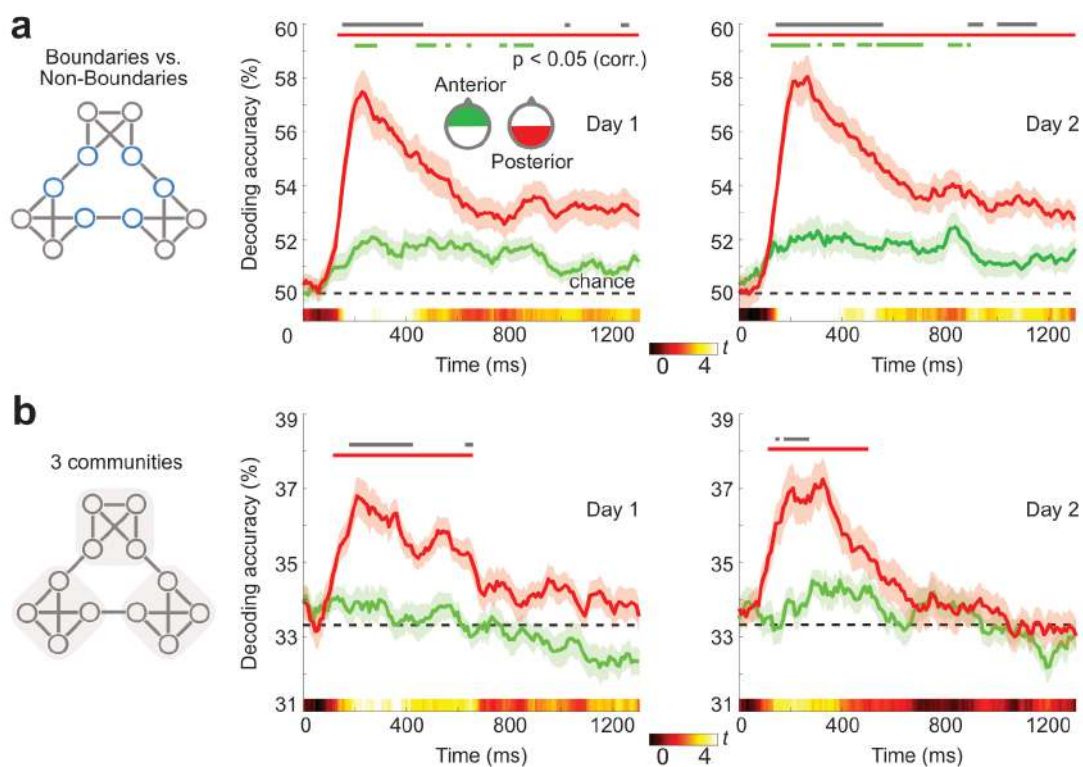 a
Boundaries vs.
Non-Boundaries
Decoding accuracy (%)
60
58
56
54
52
50
0
400
800
1200
Time (ms)
p < 0.05 (corr.)
Anterior
Posterior
Day 1
chance
0 4 t
60
58
56
54
52
50
Day 2
0
400
800
1200
Time (ms)
b
3 communities
Decoding accuracy (%)
39
37
35
33
31
Day 1
0
400
800
1200
Time (ms)
0 4 t
39
37
35
33
31
Day 2
0
400
800
1200
Time (ms)